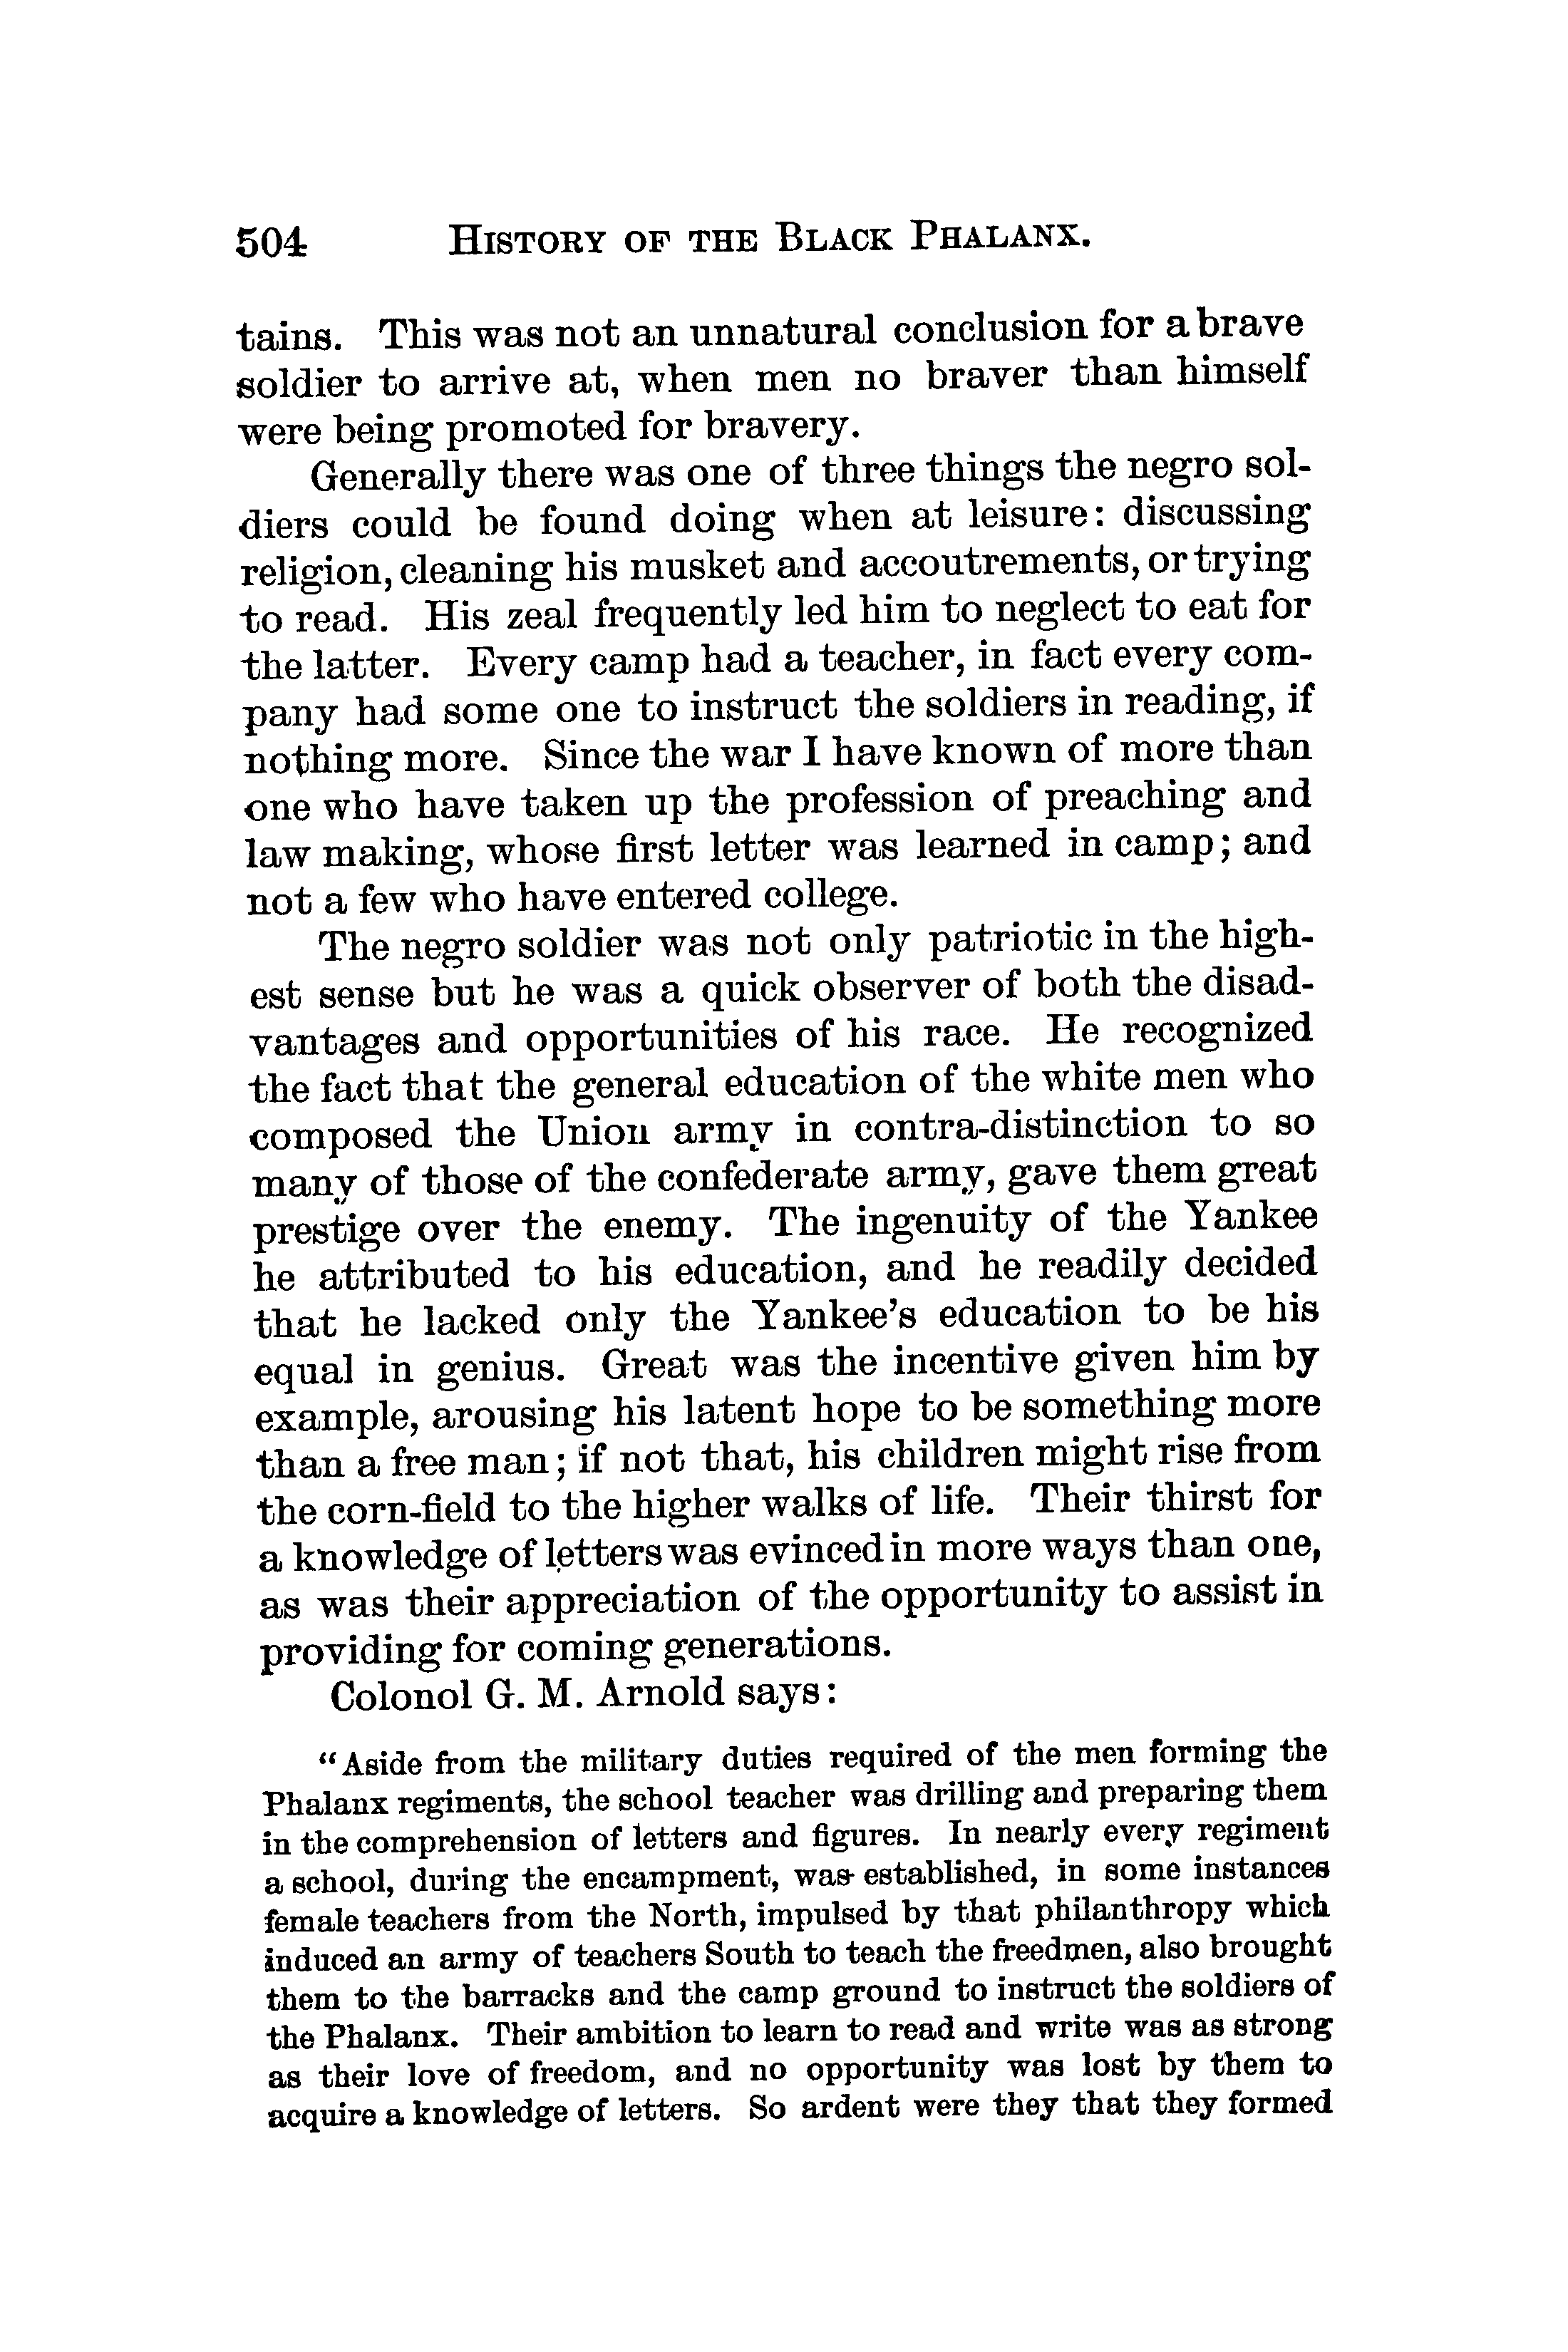 504 HISTORY OF THE BLACK PHALANX.
tains. This was not an unnatural conclusion for a brave
soldier to arrive at, when men no braver than himself
were being promoted for bravery.
Generally there was one of three things the negro sol-
diers could be found doing when at leisure: discussing
religion, cleaning his musket and accoutrements, or trying
to read. His zeal frequently led him to neglect to eat for
the latter. Every camp had a teacher, in fact every com-
pany had some one to instruct the soldiers in reading, if
nothing more. Since the war I have known of more than
one who have taken up the profession of preaching and
law making, whose first letter was learned in camp; and
not a few who have entered college.
The negro soldier was not only patriotic in the high-
est sense but he was a quick observer of both the disad-
vantages and opportunities of his race. He recognized
the fact that the general education of the white men who
composed the Union army in contra-distinction to so
many of those of the confederate army, gave them great
prestige over the enemy. The ingenuity of the Yankee
he attributed to his education, and he readily decided
that he lacked only the Yankee's education to be his
equal in genius. Great was the incentive given him by
example, arousing his latent hope to be something more
than a free man; if not that, his children might rise from
the corn-field to the higher walks of life. Their thirst for
a knowledge of letters was evinced in more ways than one,
as was their appreciation of the opportunity to assist in
providing for coming generations.
Colonol G. M. Arnold says:
"Aside from the military duties required of the men forming the
Phalanx regiments, the school teacher was drilling and preparing them
in the comprehension of letters and figures. In nearly every regiment
a school, during the encampment, was established, in some instances
female teachers from the North, impulsed by that philanthropy which
induced an army of teachers South to teach the freedmen, also brought
them to the barracks and the camp ground to instruct the soldiers of
the Phalanx. Their ambition to learn to read and write was as strong
as their love of freedom, and no opportunity was lost by them to
acquire a knowledge of letters. So ardent were they that they formed